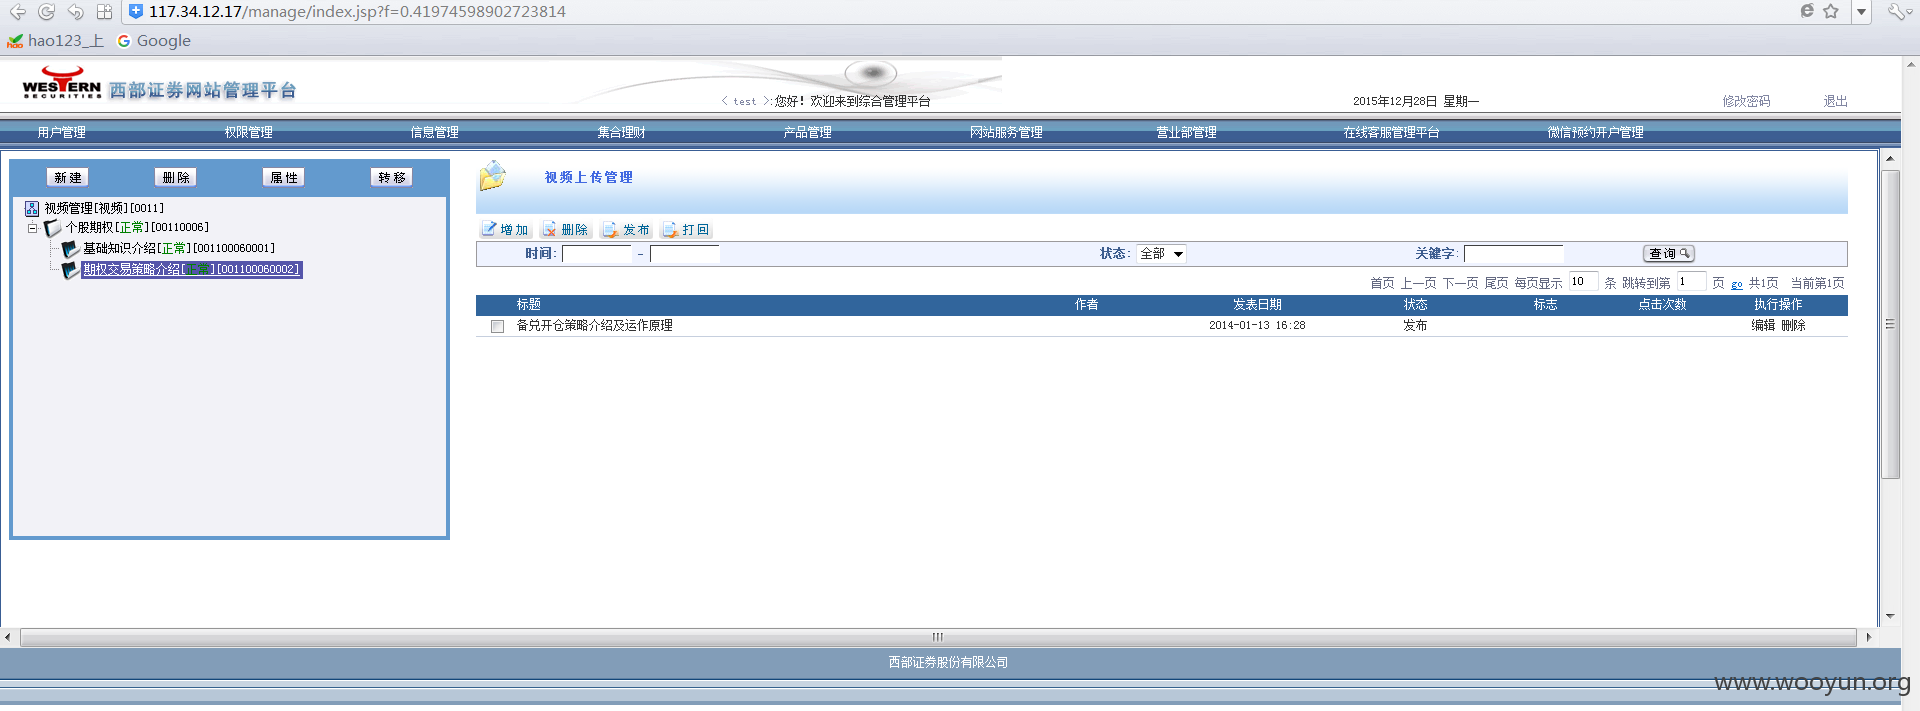 117.34.12.17/manage/index.jsp?f=0.41974598902723814
hao123_上 Google
WESTERN SECURITIES 西部证券网站管理平台
< test >:您好! 欢迎来到综合管理平台 2015年12月28日 星期一 修改密码 退出
用户管理 权限管理 信息管理 集合理财 产品管理 网站服务管理 营业部管理 在线客服管理平台 微信预约开户管理
新建 删除 属性 转移
视频管理[视频][0011]
个股期权[正常][00110006]
基础知识介绍[正常][001100060001]
期权交易策略介绍[正常][001100060002]
视频上传管理
增加 删除 发布 打回
时间: - 状态: 全部 关键字: 查询
首页 上一页 下一页 尾页 每页显示 10 条 跳转到第 1 页 go 共1页 当前第1页
标题 作者 发表日期 状态 标志 点击次数 执行操作
备兑开仓策略介绍及运作原理 2014-01-13 16:28 发布 编辑 删除
西部证券股份有限公司
www.wooyun.org